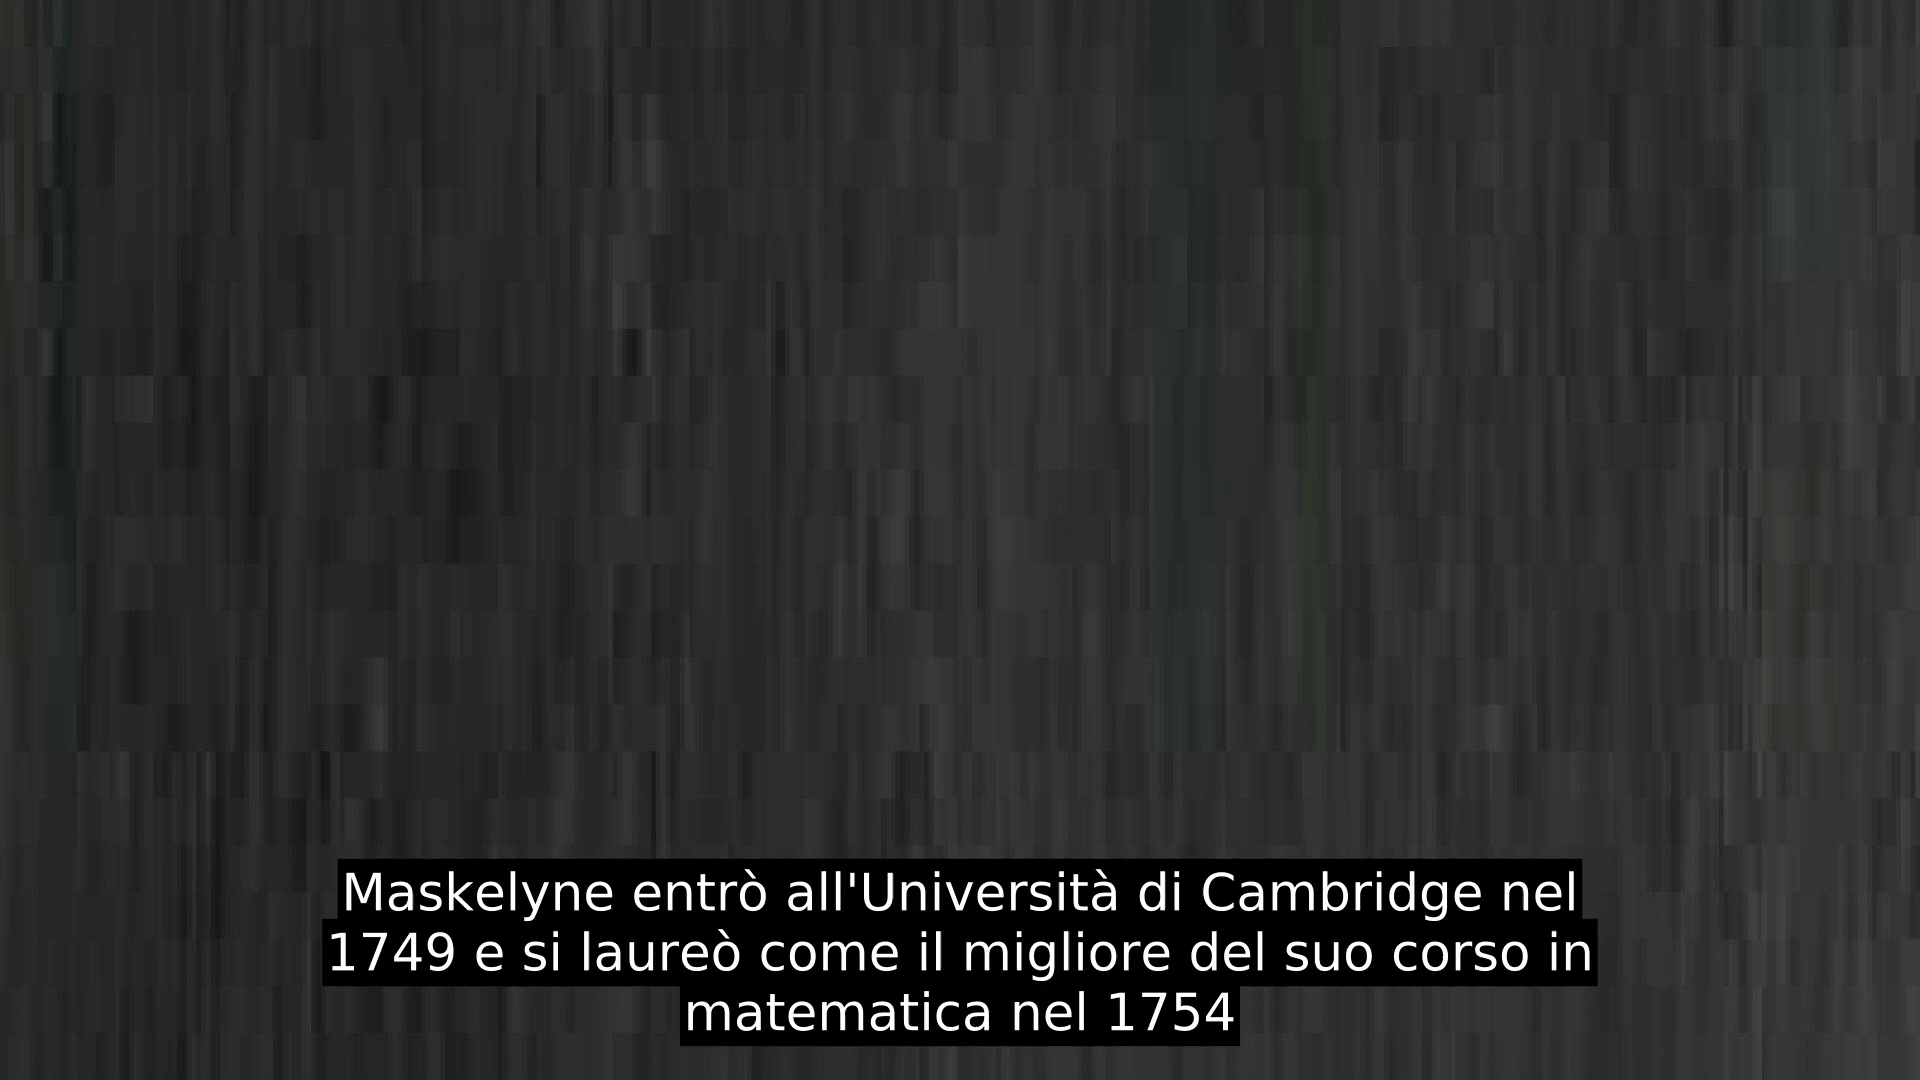 Maskelyne entrò all'Università di Cambridge nel
1749 e si laureò come il migliore del suo corso in
matematica nel 1754